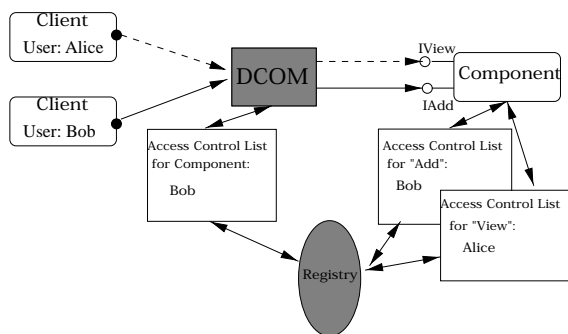 Client
User: Alice
Client
User: Bob
DCOM
IView
IAdd
Component
Access Control List
for Component:
Bob
Access Control List
for "Add":
Bob
Access Control List
for "View":
Alice
Registry